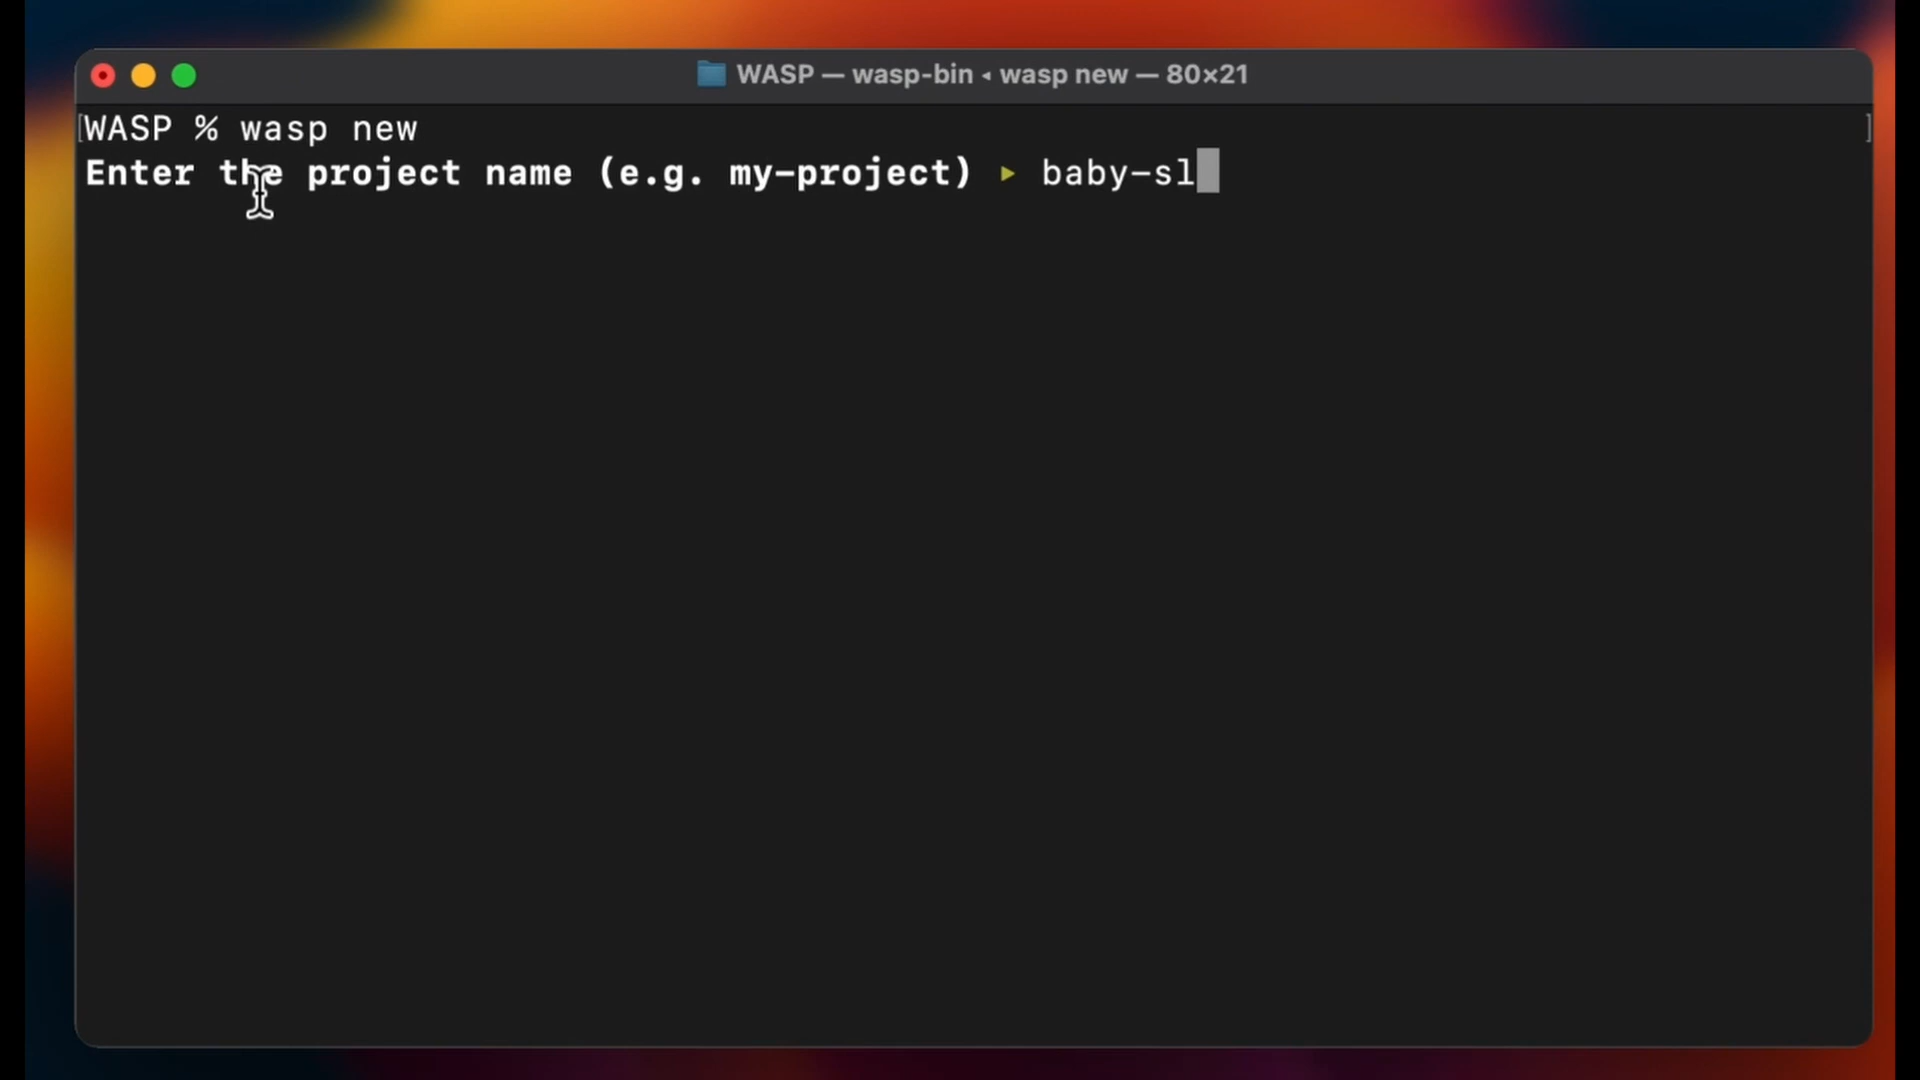 WASP — wasp-bin ◂ wasp new — 80×21
[WASP % wasp new ]
Enter the project name (e.g. my-project) ▸ baby-sl